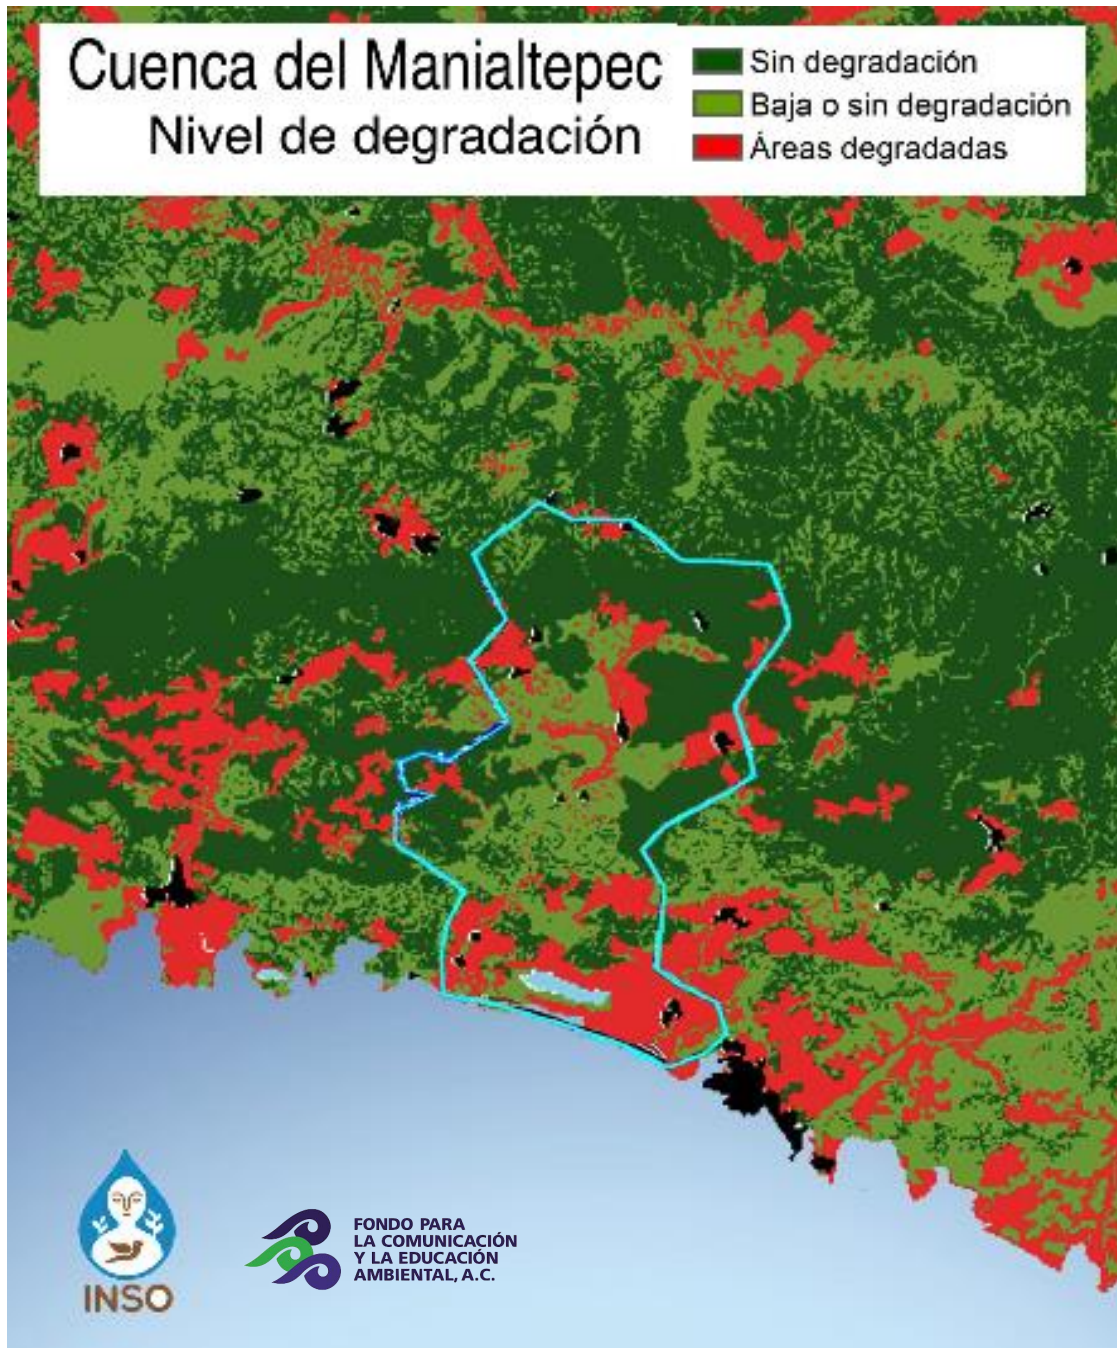 Cuenca del Manialtepec
Nivel de degradación
Sin degradación
Baja o sin degradación
Áreas degradadas
INSO
FONDO PARA
LA COMUNICACIÓN
Y LA EDUCACIÓN
AMBIENTAL, A.C.